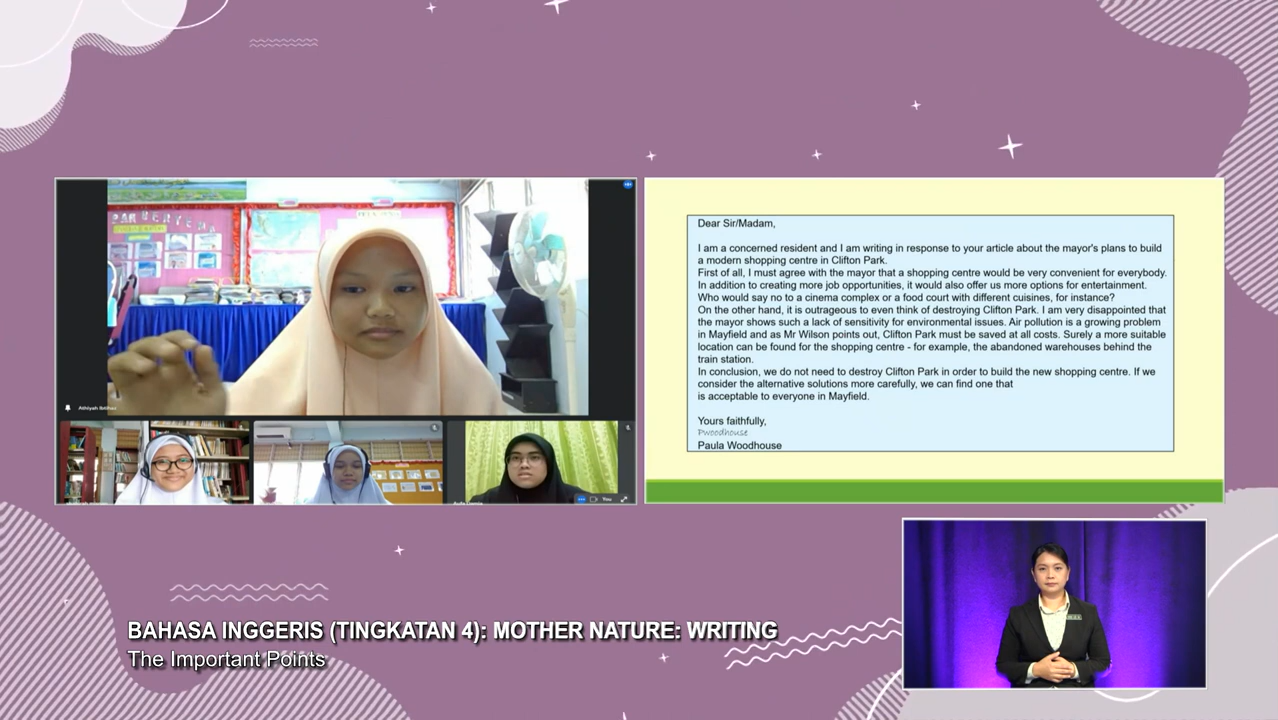 Dear Sir/Madam,
I am a concerned resident and I am writing in response to your article about the mayor's plans to build
a modern shopping centre in Clifton Park.
First of all, I must agree with the mayor that a shopping centre would be very convenient for everybody.
In addition to creating more job opportunities, it would also offer us more options for entertainment.
Who would say no to a cinema complex or a food court with different cuisines, for instance?
On the other hand, it is outrageous to even think of destroying Clifton Park. I am very disappointed that
the mayor shows such a lack of sensitivity for environmental issues. Air pollution is a growing problem
in Mayfield and as Mr Wilson points out, Clifton Park must be saved at all costs. Surely a more suitable
location can be found for the shopping centre - for example, the abandoned warehouses behind the
train station.
In conclusion, we do not need to destroy Clifton Park in order to build the new shopping centre. If we
consider the alternative solutions more carefully, we can find one that
is acceptable to everyone in Mayfield.
Yours faithfully,
Pwoodhouse
Paula Woodhouse
You
BAHASA INGGERIS (TINGKATAN 4): MOTHER NATURE: WRITING
The Important Points